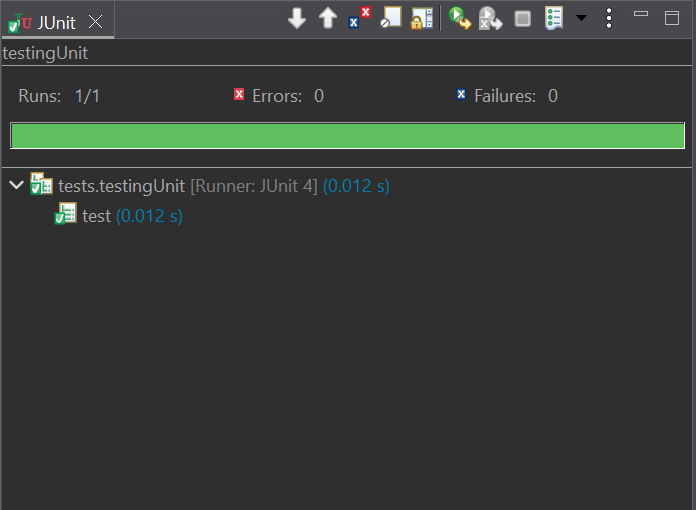 JUnit
testingUnit
Runs: 1/1 Errors: 0 Failures: 0
tests.testingUnit [Runner: JUnit 4] (0.012 s)
test (0.012 s)